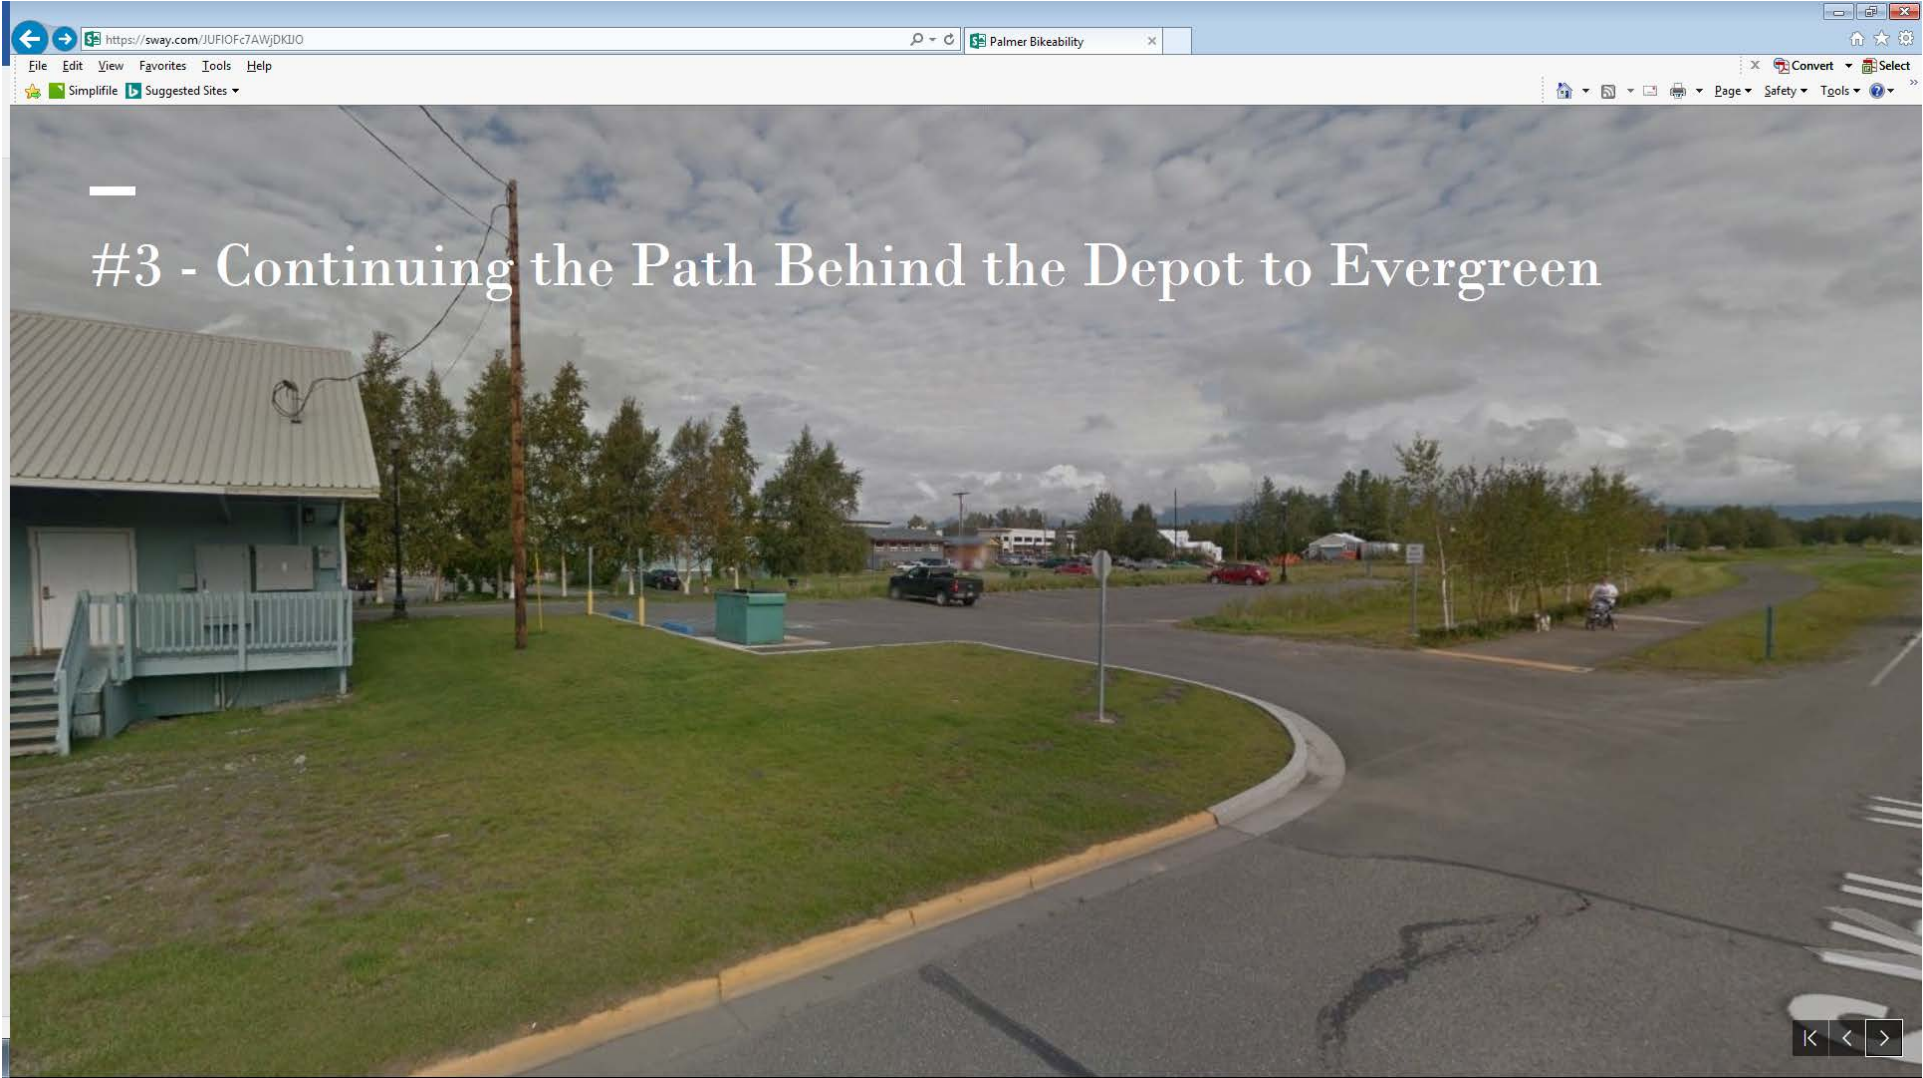 https://sway.com/JUFIOFc7AWjDKIJO
Palmer Bikeability
File Edit View Favorites Tools Help
Convert Select
Simplifile Suggested Sites
Page Safety Tools
#3 - Continuing the Path Behind the Depot to Evergreen